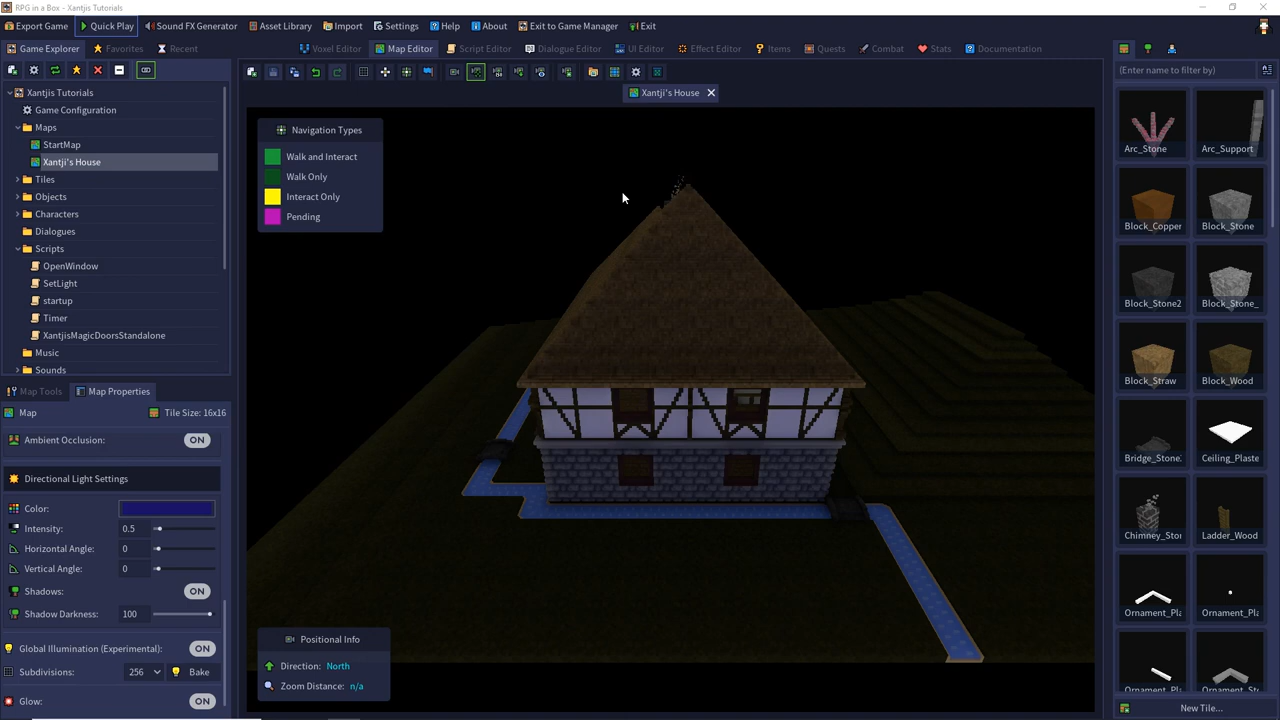 RPG in a Box - Xantjis Tutorials
Export Game Quick Play Sound FX Generator Asset Library Import Settings Help About Exit to Game Manager Exit
Game Explorer Favorites Recent
Voxel Editor Map Editor Script Editor Dialogue Editor UI Editor Effect Editor Items Quests Combat Stats Documentation
Xantji's House
(Enter name to filter by)
Xantjis Tutorials
Game Configuration
Maps
StartMap
Xantji's House
Tiles
Objects
Characters
Dialogues
Scripts
OpenWindow
SetLight
startup
Timer
XantjisMagicDoorsStandalone
Music
Sounds
Map Tools Map Properties
Map Tile Size: 16x16
Ambient Occlusion: ON
Directional Light Settings
Color:
Intensity: 0.5
Horizontal Angle: 0
Vertical Angle: 0
Shadows: ON
Shadow Darkness: 100
Global Illumination (Experimental): ON
Subdivisions: 256 Bake
Glow: ON
Navigation Types
Walk and Interact
Walk Only
Interact Only
Pending
Positional Info
Direction: North
Zoom Distance: n/a
Arc_Stone Arc_Support
Block_Copper Block_Stone
Block_Stone2 Block_Stone_
Block_Straw Block_Wood
Bridge_Stone. Ceiling_Plaste
Chimney_Stor Ladder_Wood
Ornament_Pla Ornament_Pla
Ornament_Pla Ornament_St
New Tile...